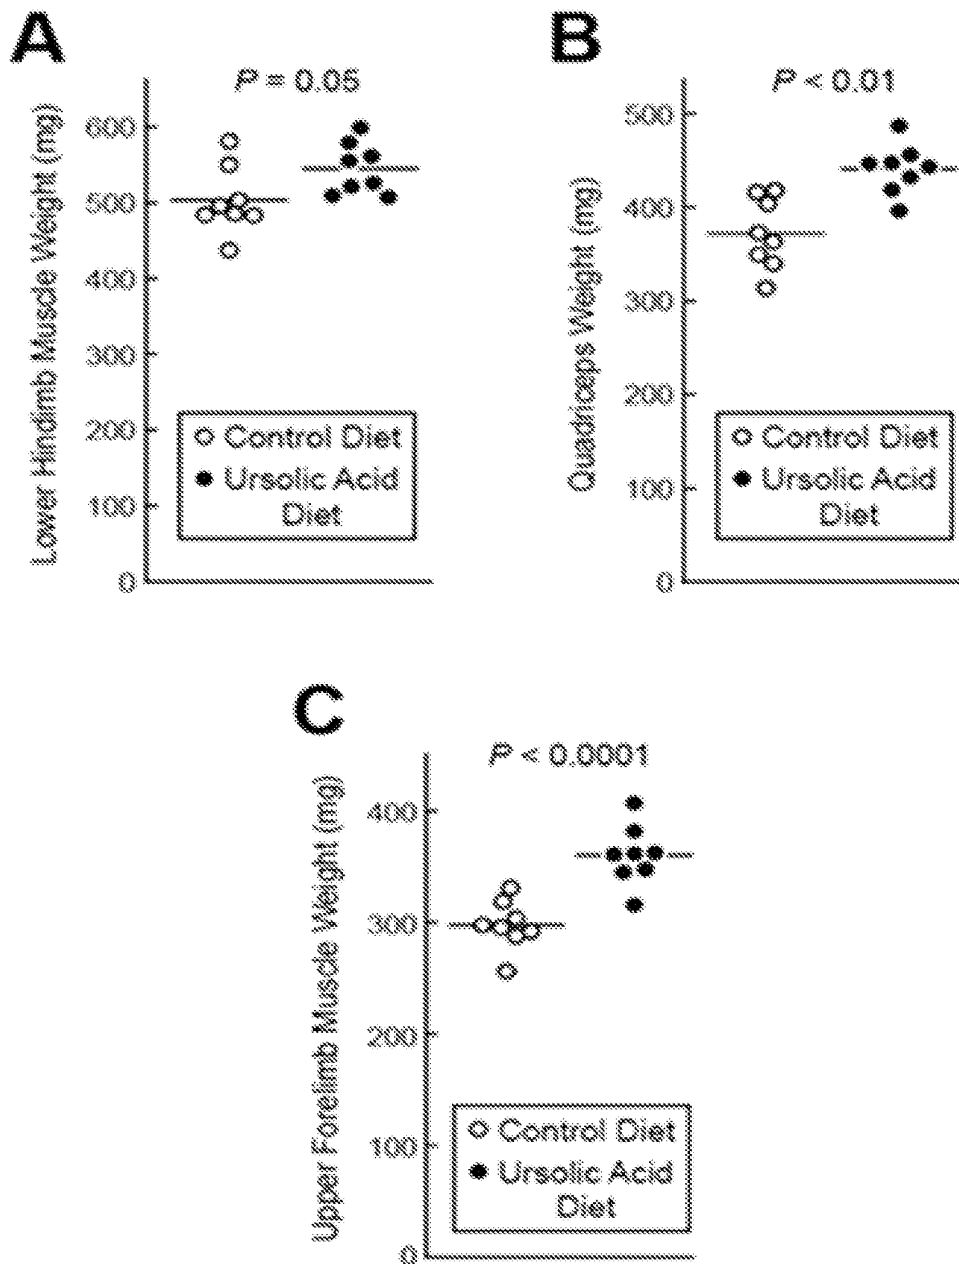 A
P = 0.05
Lower Hindimb Muscle Weight (mg)
600
500
400
300
200
100
0
Control Diet
Ursolic Acid
Diet
B
P < 0.01
Quadriceps Weight (mg)
500
400
300
200
100
0
Control Diet
Ursolic Acid
Diet
C
P < 0.0001
Upper Forelimb Muscle Weight (mg)
400
300
200
100
0
Control Diet
Ursolic Acid
Diet